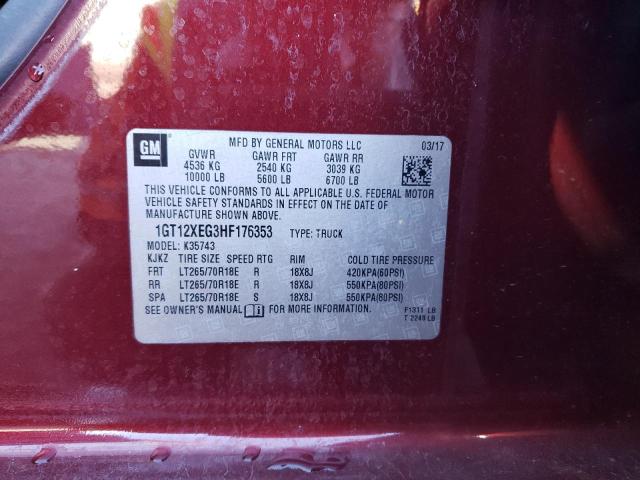 GM
MFD BY GENERAL MOTORS LLC 03/17
GVWR GAWR FRT GAWR RR
4536 KG 2540 KG 3039 KG
10000 LB 5600 LB 6700 LB
THIS VEHICLE CONFORMS TO ALL APPLICABLE U.S. FEDERAL MOTOR
VEHICLE SAFETY STANDARDS IN EFFECT ON THE DATE OF
MANUFACTURE SHOWN ABOVE.
1GT12XEG3HF176353 TYPE: TRUCK
MODEL: K35743
KJKZ TIRE SIZE SPEED RTG RIM COLD TIRE PRESSURE
FRT LT265/70R18E R 18X8J 420KPA(60PSI)
RR LT265/70R18E R 18X8J 550KPA(80PSI)
SPA LT265/70R18E S 18X8J 550KPA(80PSI)
SEE OWNER'S MANUAL FOR MORE INFORMATION. F1311 LB
T 2249 LB